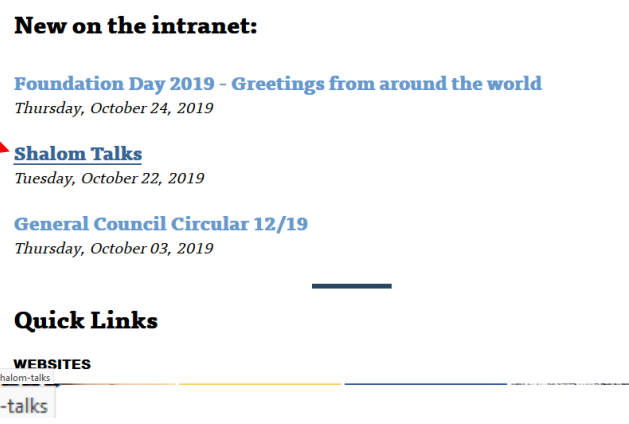 New on the intranet:
Foundation Day 2019 - Greetings from around the world
Thursday, October 24, 2019
Shalom Talks
Tuesday, October 22, 2019
General Council Circular 12/19
Thursday, October 03, 2019
Quick Links
WEBSITES
halom-talks
-talks